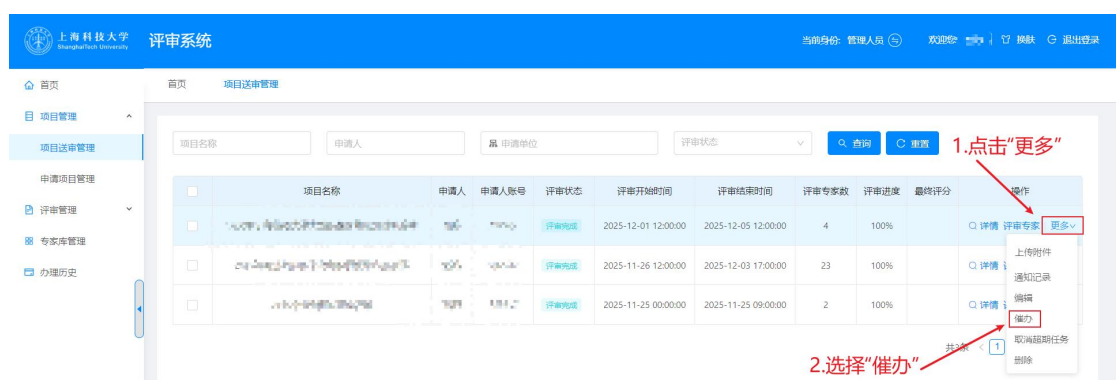 上海科技大学
ShanghaiTech University
评审系统
当前身份: 管理人员
欢迎您
换肤
退出登录
首页
项目管理
项目送审管理
申请项目管理
评审管理
专家库管理
办理历史
首页 项目送审管理
项目名称 申请人 申请单位 评审状态 查询 重置
1.点击“更多”
项目名称 申请人 申请人账号 评审状态 评审开始时间 评审结束时间 评审专家数 评审进度 最终评分 操作
评审完成 2025-12-01 12:00:00 2025-12-05 12:00:00 4 100% 详情 评审专家 更多
评审完成 2025-11-26 12:00:00 2025-12-03 17:00:00 23 100% 详情
评审完成 2025-11-25 00:00:00 2025-11-25 09:00:00 2 100% 详情
上传附件
通知记录
编辑
催办
取消超期任务
删除
共3条 < 1
2.选择“催办”